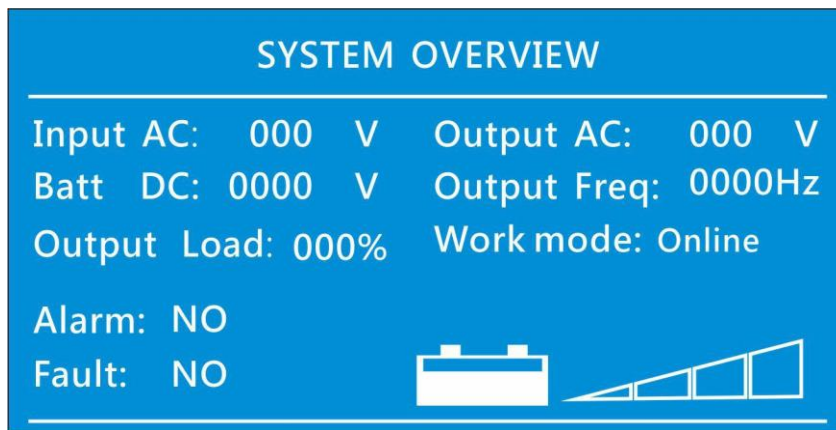 SYSTEM OVERVIEW
Input AC: 000 V Output AC: 000 V
Batt DC: 0000 V Output Freq: 0000Hz
Output Load: 000% Work mode: Online
Alarm: NO
Fault: NO